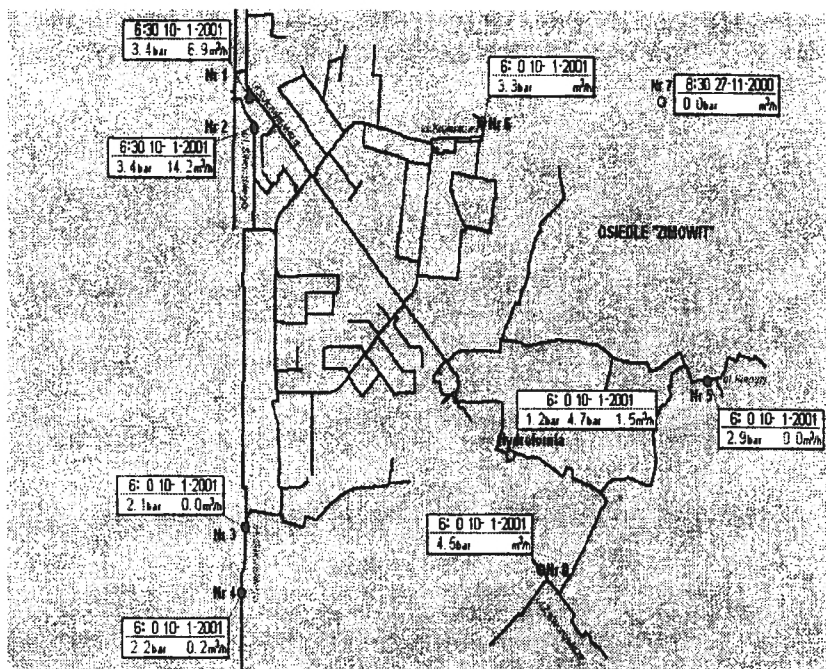 6:30 10- 1-2001
3.4bar 6.9m³/h
Nr 1
Nr 2
6:30 10- 1-2001
3.4bar 14.2m³/h
6: 0 10- 1-2001
3.3bar m³/h
Nr 6
Nr 7
8:30 27-11-2000
0.0bar m³/h
OSIEDLE "ZIMOWIT"
6: 0 10- 1-2001
1.2bar 4.7bar 1.5m³/h
Hydrofornia
Nr 5
6: 0 10- 1-2001
2.9bar 0.0m³/h
6: 0 10- 1-2001
2.1bar 0.0m³/h
Nr 3
6: 0 10- 1-2001
4.5bar m³/h
Nr 8
Nr 4
6: 0 10- 1-2001
2.2bar 0.2m³/h